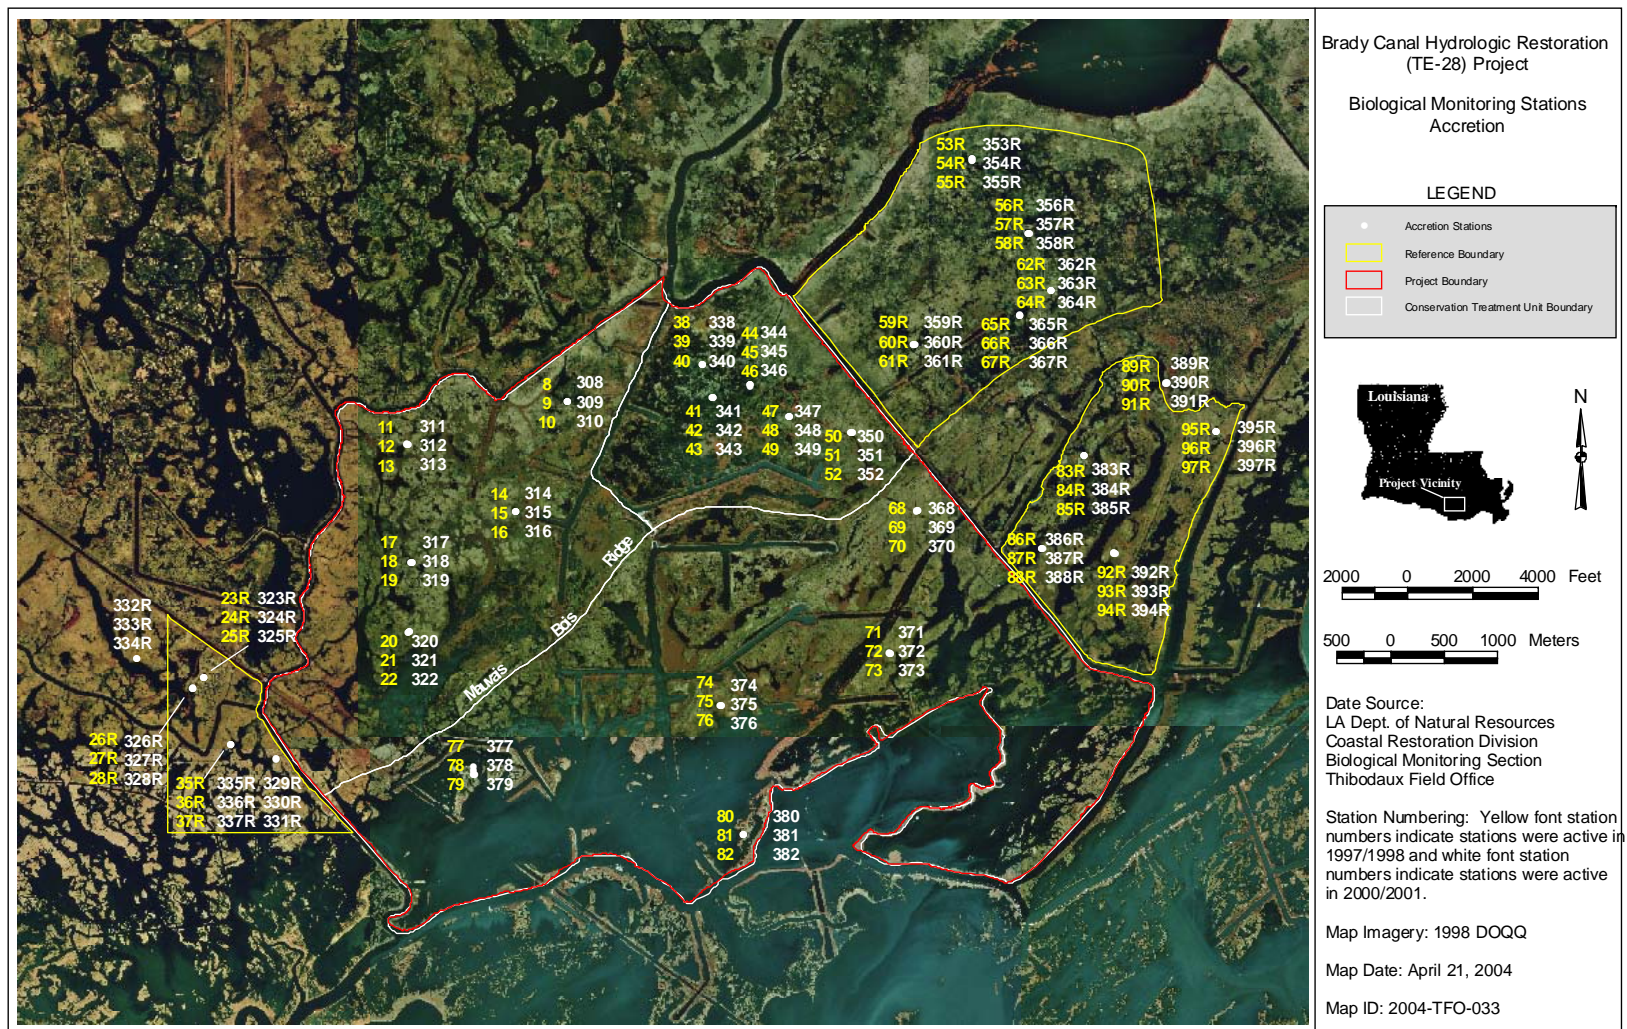 Brady Canal Hydrologic Restoration
(TE-28) Project
Biological Monitoring Stations
Accretion
LEGEND
Accretion Stations
Reference Boundary
Project Boundary
Conservation Treatment Unit Boundary
Louisiana
Project Vicinity
N
2000 0 2000 4000 Feet
500 0 500 1000 Meters
Date Source:
LA Dept. of Natural Resources
Coastal Restoration Division
Biological Monitoring Section
Thibodaux Field Office
Station Numbering: Yellow font station
numbers indicate stations were active in
1997/1998 and white font station
numbers indicate stations were active
in 2000/2001.
Map Imagery: 1998 DOQQ
Map Date: April 21, 2004
Map ID: 2004-TFO-033
53R 353R
54R 354R
55R 355R
56R 356R
57R 357R
58R 358R
62R 362R
63R 363R
64R 364R
59R 359R
60R 360R
61R 361R
65R 365R
66R 366R
67R 367R
89R 389R
90R 390R
91R 391R
95R 395R
96R 396R
97R 397R
83R 383R
84R 384R
85R 385R
86R 386R
87R 387R
88R 388R
92R 392R
93R 393R
94R 394R
38 338
39 339
40 340
44 344
45 345
46 346
41 341
42 342
43 343
47 347
48 348
49 349
50 350
51 351
52 352
8 308
9 309
10 310
11 311
12 312
13 313
14 314
15 315
16 316
17 317
18 318
19 319
20 320
21 321
22 322
68 368
69 369
70 370
71 371
72 372
73 373
74 374
75 375
76 376
77 377
78 378
79 379
80 380
81 381
82 382
Mauvais Bois Ridge
332R
333R
334R
23R 323R
24R 324R
25R 325R
26R 326R
27R 327R
28R 328R
35R 335R 329R
36R 336R 330R
37R 337R 331R